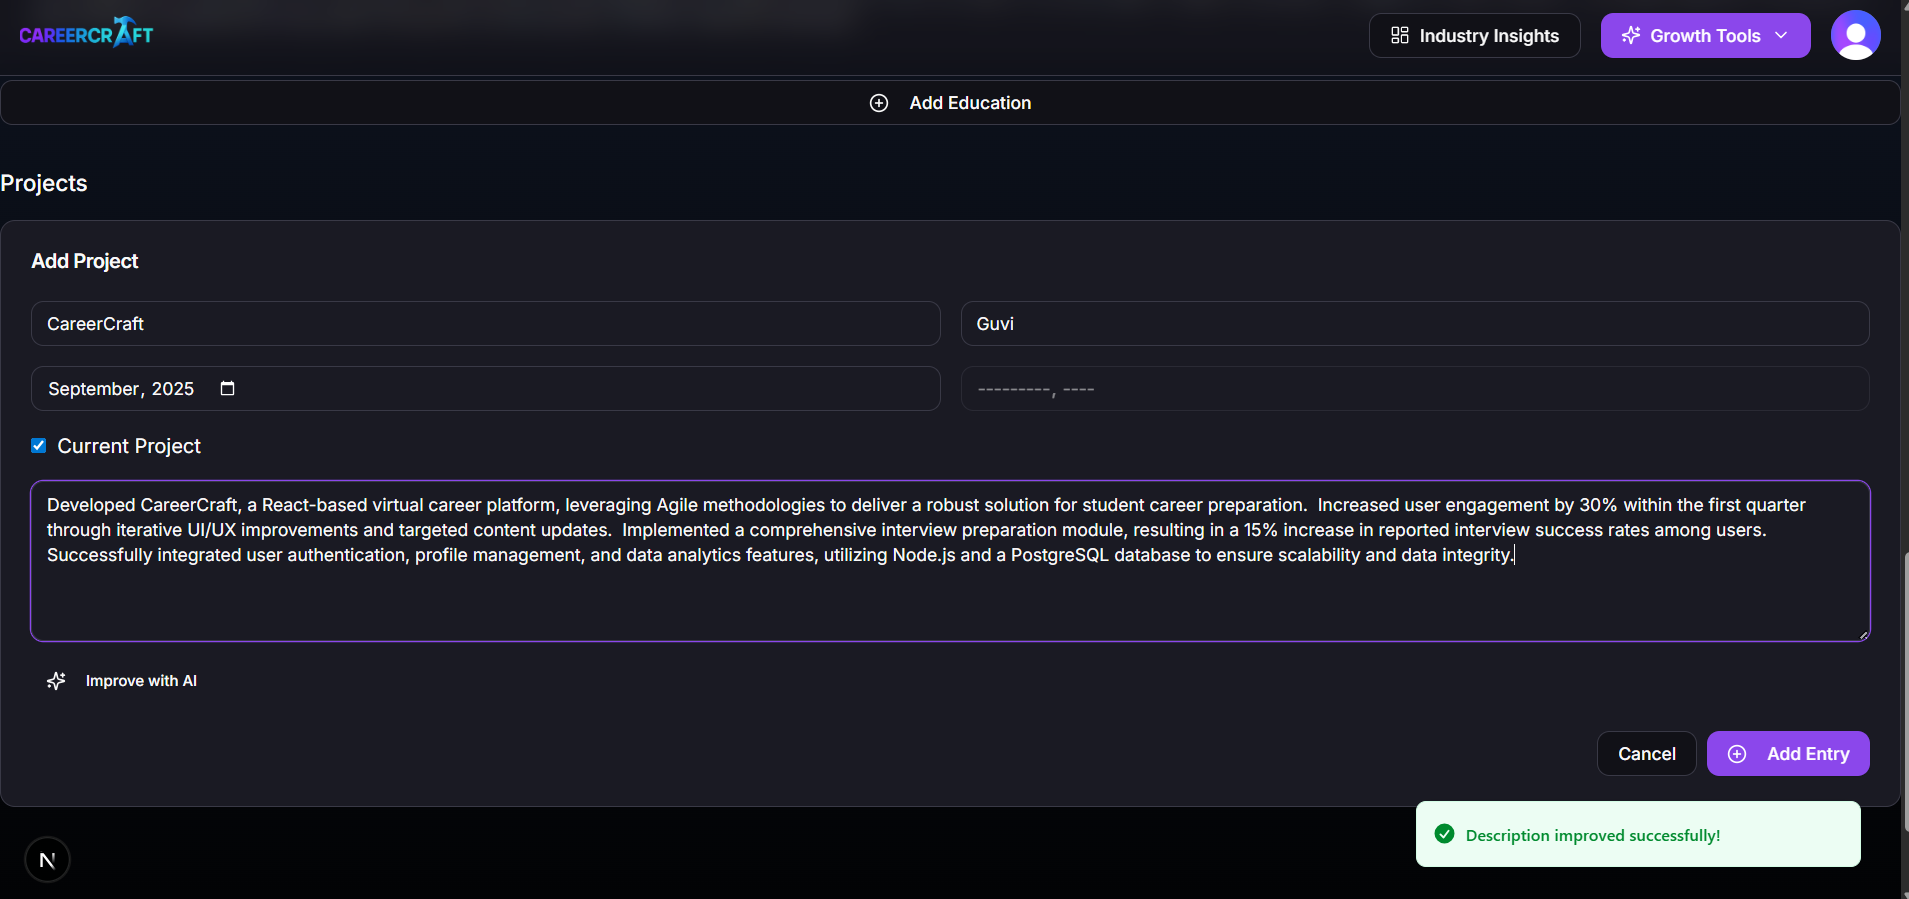 CAREERCRAFT
Industry Insights
Growth Tools
Add Education
Projects
Add Project
CareerCraft
Guvi
September, 2025
---------, ----
Current Project
Developed CareerCraft, a React-based virtual career platform, leveraging Agile methodologies to deliver a robust solution for student career preparation.  Increased user engagement by 30% within the first quarter
through iterative UI/UX improvements and targeted content updates.  Implemented a comprehensive interview preparation module, resulting in a 15% increase in reported interview success rates among users.
Successfully integrated user authentication, profile management, and data analytics features, utilizing Node.js and a PostgreSQL database to ensure scalability and data integrity.
Improve with AI
Cancel
Add Entry
Description improved successfully!
N